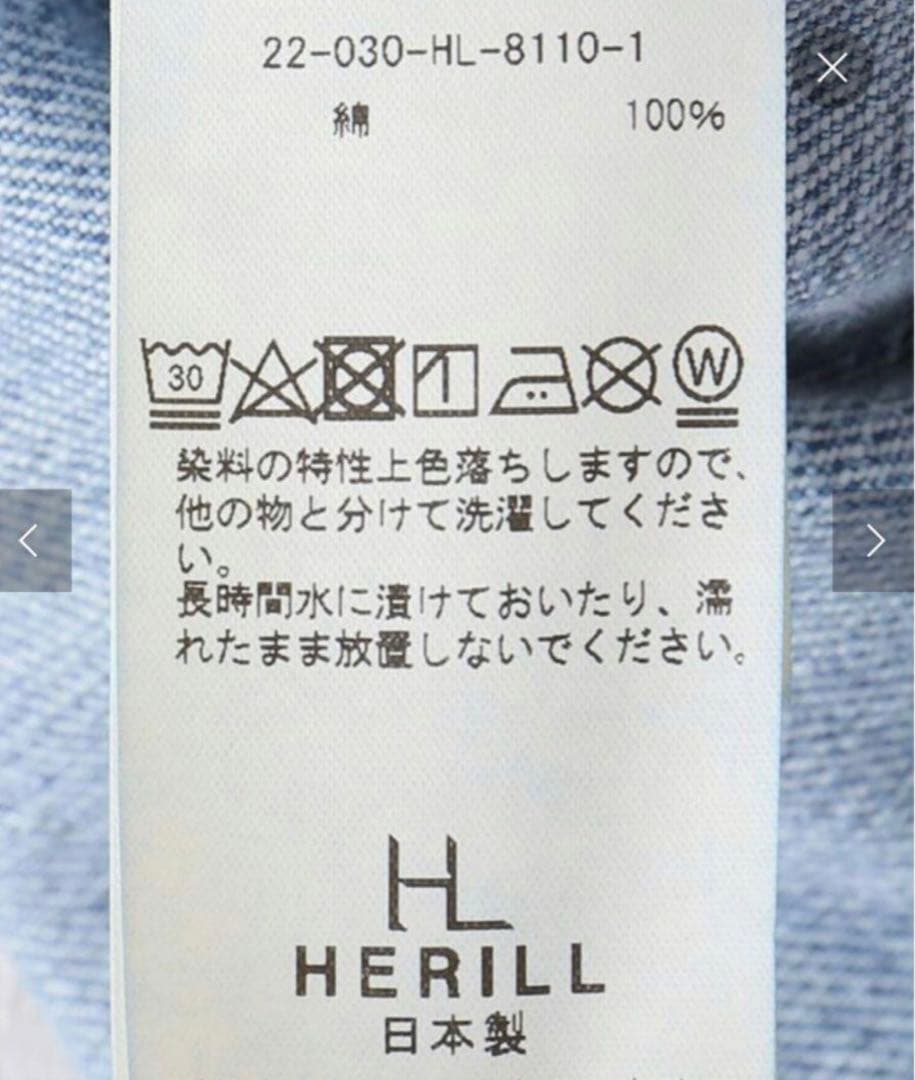 22-030-HL-8110-1
綿 100%
30
W
染料の特性上色落ちしますので、
他の物と分けて洗濯してくださ
い。
長時間水に漬けておいたり、濡
れたまま放置しないでください。
HL
HERILL
日本製